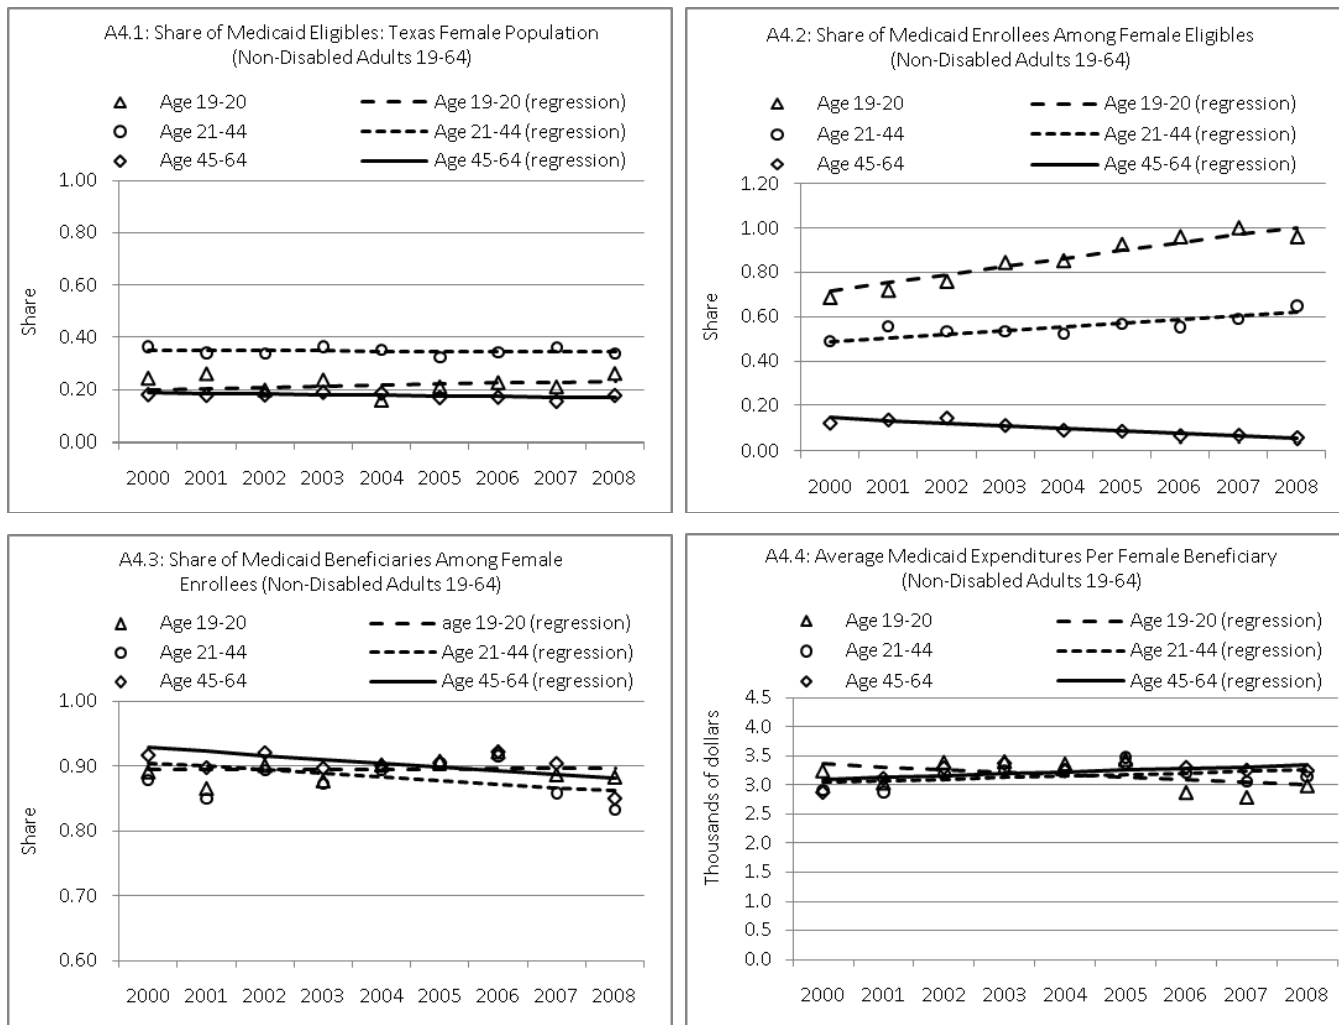 A4.1: Share of Medicaid Eligibles: Texas Female Population
(Non-Disabled Adults 19-64)
Age 19-20
Age 19-20 (regression)
Age 21-44
Age 21-44 (regression)
Age 45-64
Age 45-64 (regression)
1.00
0.80
0.60
0.40
0.20
0.00
Share
2000 2001 2002 2003 2004 2005 2006 2007 2008
A4.2: Share of Medicaid Enrollees Among Female Eligibles
(Non-Disabled Adults 19-64)
Age 19-20
Age 19-20 (regression)
Age 21-44
Age 21-44 (regression)
Age 45-64
Age 45-64 (regression)
1.20
1.00
0.80
0.60
0.40
0.20
0.00
Share
2000 2001 2002 2003 2004 2005 2006 2007 2008
A4.3: Share of Medicaid Beneficiaries Among Female
Enrollees (Non-Disabled Adults 19-64)
Age 19-20
age 19-20 (regression)
Age 21-44
Age 21-44 (regression)
Age 45-64
Age 45-64 (regression)
1.00
0.90
0.80
0.70
0.60
Share
2000 2001 2002 2003 2004 2005 2006 2007 2008
A4.4: Average Medicaid Expenditures Per Female Beneficiary
(Non-Disabled Adults 19-64)
Age 19-20
Age 19-20 (regression)
Age 21-44
Age 21-44 (regression)
Age 45-64
Age 45-64 (regression)
4.5
4.0
3.5
3.0
2.5
2.0
1.5
1.0
0.5
0.0
Thousands of dollars
2000 2001 2002 2003 2004 2005 2006 2007 2008